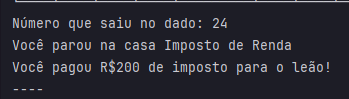 Número que saiu no dado: 24
Você parou na casa Imposto de Renda
Você pagou R$200 de imposto para o leão!
----